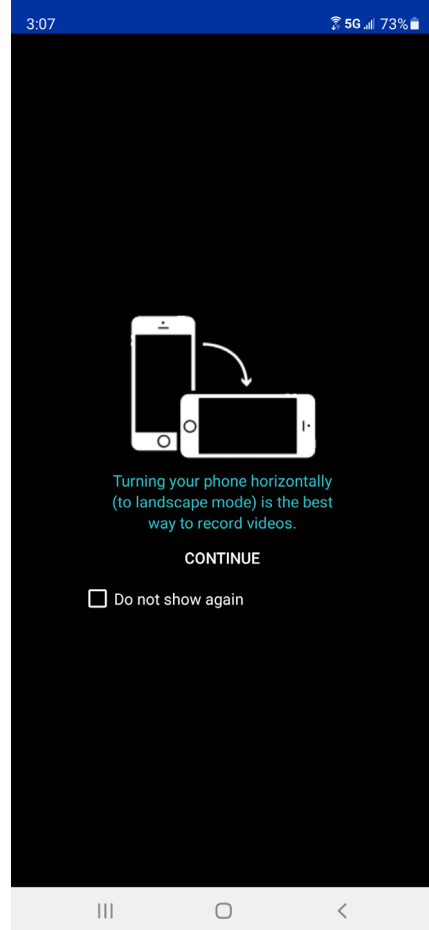 3:07 5G 73%
Turning your phone horizontally
(to landscape mode) is the best
way to record videos.
CONTINUE
Do not show again